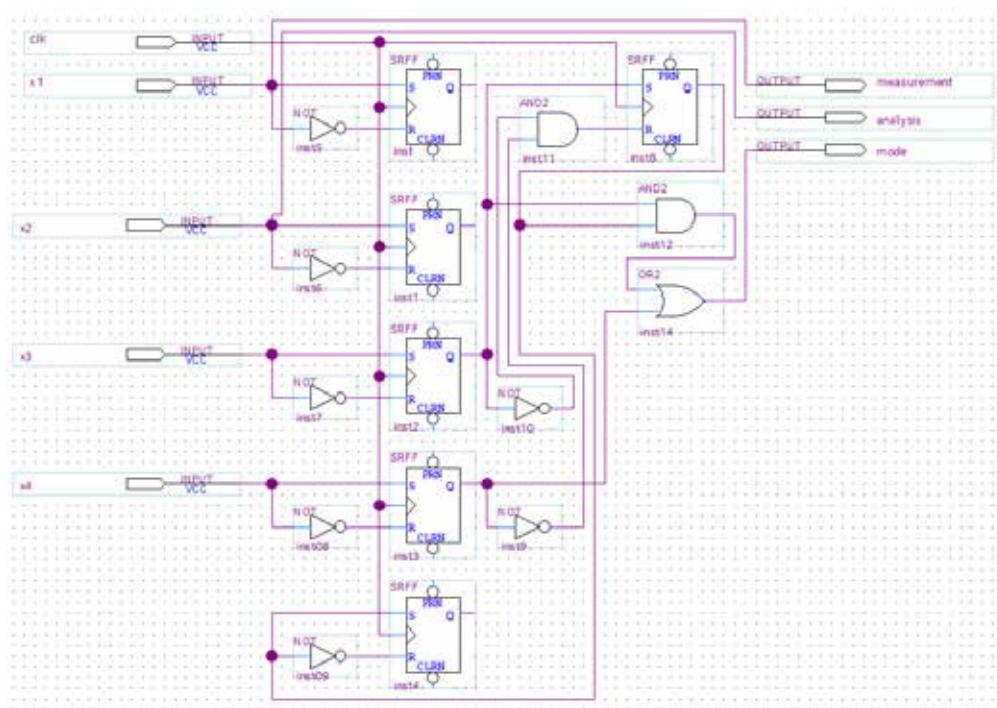 clk
INPUT
VCC
x1
INPUT
VCC
SRFF
PRN
S
Q
R
CLRN
inst
NOT
inst5
SRFF
PRN
S
Q
R
CLRN
inst8
AND2
inst11
OUTPUT
measurement
OUTPUT
analysis
OUTPUT
mode
x2
INPUT
VCC
NOT
inst6
SRFF
PRN
S
Q
R
CLRN
inst1
AND2
inst12
OR2
inst14
x3
INPUT
VCC
NOT
inst7
SRFF
PRN
S
Q
R
CLRN
inst2
NOT
inst10
x4
INPUT
VCC
NOT
inst08
SRFF
PRN
S
Q
R
CLRN
inst3
NOT
inst9
NOT
inst09
SRFF
PRN
S
Q
R
CLRN
inst4